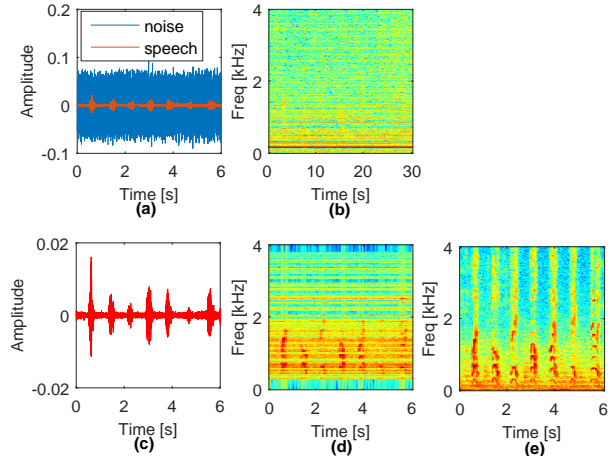 0.2
noise
speech
0.1
0
-0.1
Amplitude
0 2 4 6
Time [s]
(a)
4
2
0
Freq [kHz]
0 10 20 30
Time [s]
(b)
0.02
0
-0.02
Amplitude
0 2 4 6
Time [s]
(c)
4
2
0
Freq [kHz]
0 2 4 6
Time [s]
(d)
4
2
0
Freq [kHz]
0 2 4 6
Time [s]
(e)